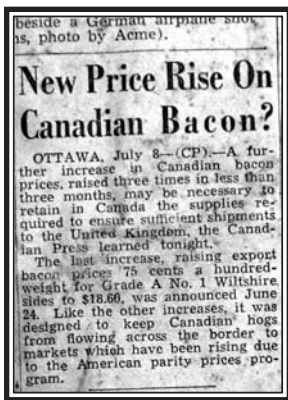 beside a German airplane shot
ns, photo by Acme).
New Price Rise On
Canadian Bacon?
OTTAWA, July 8—(CP).—A fur-
ther increase in Canadian bacon
prices, raised three times in less than
three months, may be necessary to
retain in Canada the supplies re-
quired to ensure sufficient shipments
to the United Kingdom, the Canad-
ian Press learned tonight.
The last increase, raising export
bacon prices 75 cents a hundred-
weight for Grade A No. 1 Wiltshire
sides to $18.60, was announced June
24. Like the other increases, it was
designed to keep Canadian hogs
from flowing across the border to
markets which have been rising due
to the American parity prices pro-
gram.